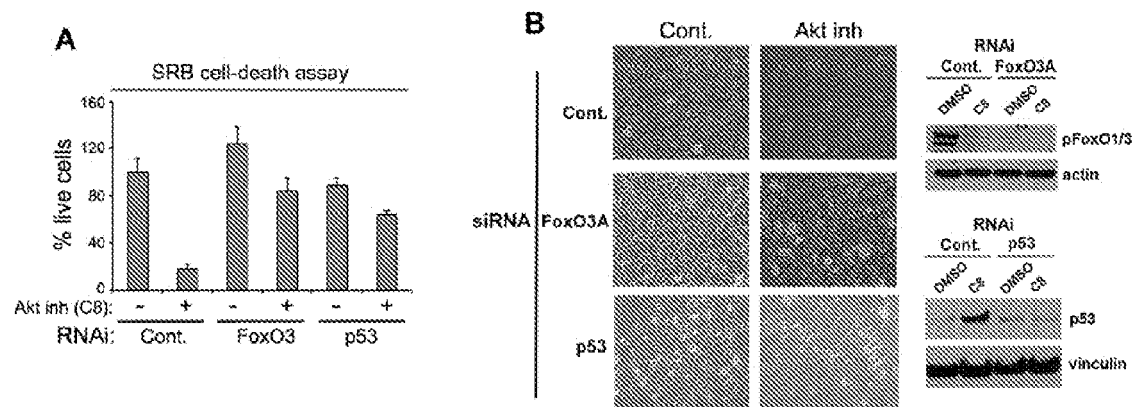 A
SRB cell-death assay
% live cells
160
120
80
40
0
Akt inh (C8): - + - + - +
RNAi: Cont. FoxO3 p53
B
Cont. Akt inh
siRNA
Cont.
FoxO3A
p53
RNAi
Cont. FoxO3A
DMSO C8 DMSO C8
pFoxO1/3
actin
RNAi
Cont. p53
DMSO C8 DMSO C8
p53
vinculin